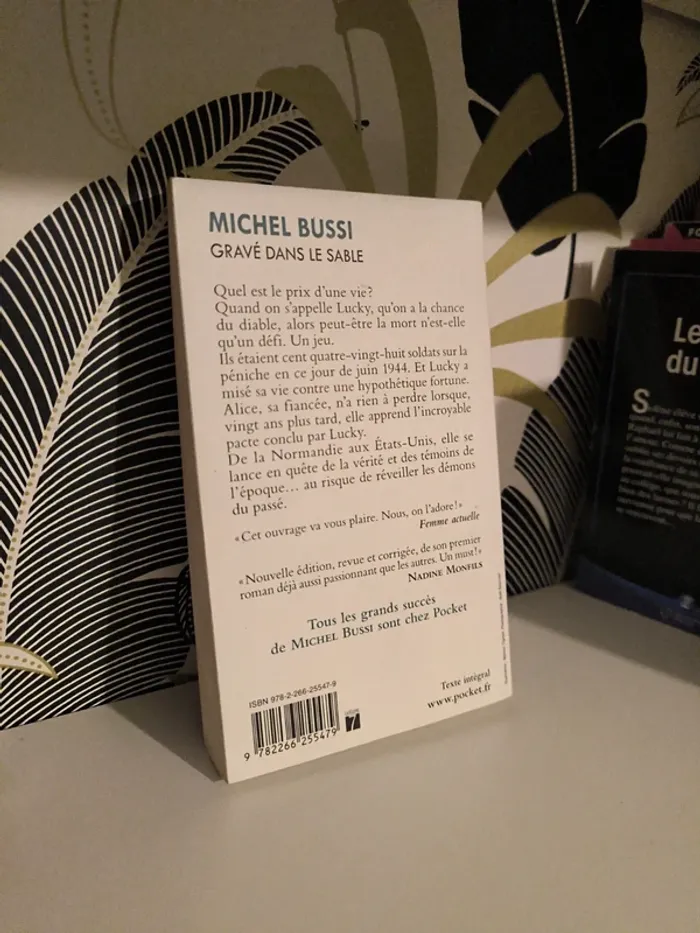 MICHEL BUSSI
GRAVÉ DANS LE SABLE
Quel est le prix d'une vie?
Quand on s'appelle Lucky, qu'on a la chance
du diable, alors peut-être la mort n'est-elle
qu'un défi. Un jeu.
Ils étaient cent quatre-vingt-huit soldats sur la
péniche en ce jour de juin 1944. Et Lucky a
misé sa vie contre une hypothétique fortune.
Alice, sa fiancée, n'a rien à perdre lorsque,
vingt ans plus tard, elle apprend l'incroyable
pacte conclu par Lucky.
De la Normandie aux États-Unis, elle se
lance en quête de la vérité et des témoins de
l'époque... au risque de réveiller les démons
du passé.
«Cet ouvrage va vous plaire. Nous, on l'adore!»
Femme actuelle
«Nouvelle édition, revue et corrigée, de son premier
roman déjà aussi passionnant que les autres. Un must!»
NADINE MONFILS
Tous les grands succès
de MICHEL BUSSI sont chez Pocket
ISBN 978-2-266-25547-9
9 782266 255479
Texte intégral
www.pocket.fr
Le
du